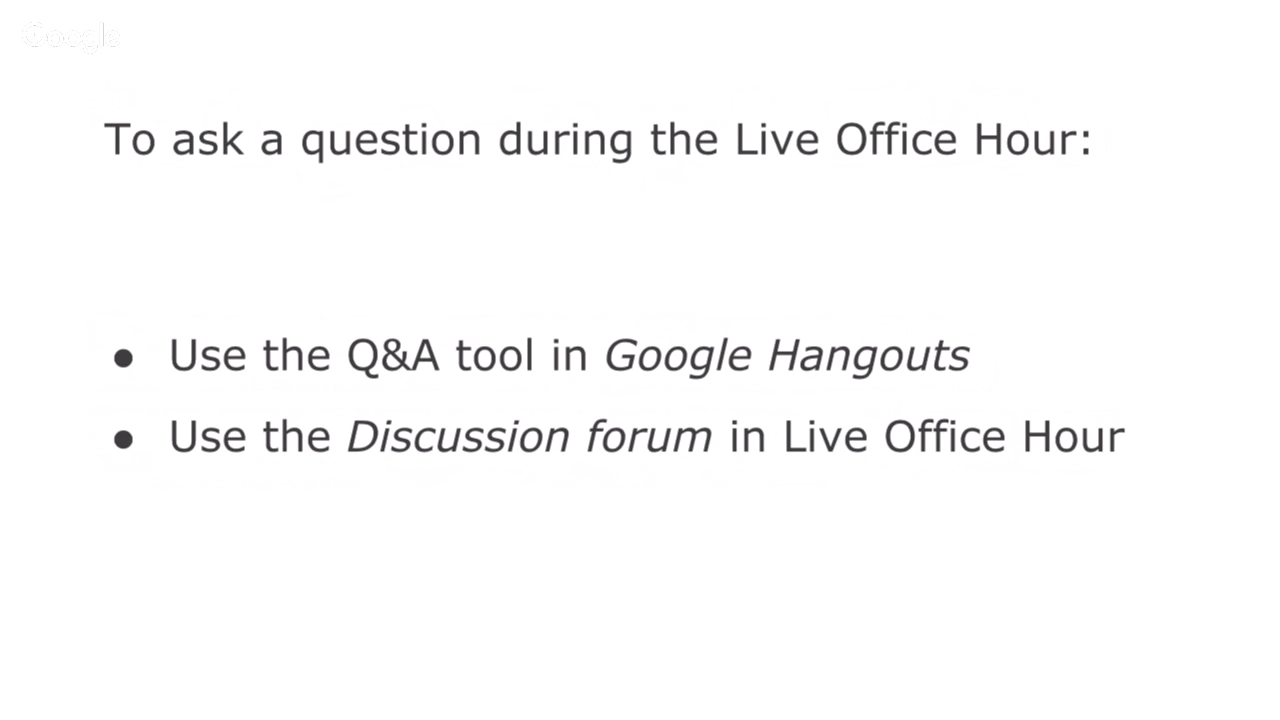 Google
To ask a question during the Live Office Hour:
● Use the Q&A tool in Google Hangouts
● Use the Discussion forum in Live Office Hour